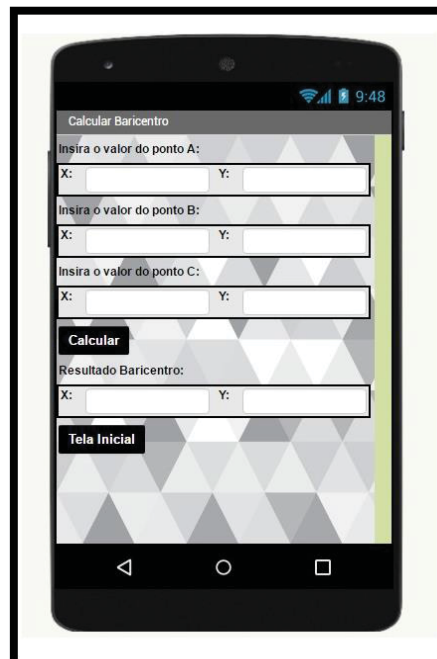 9:48
Calcular Baricentro
Insira o valor do ponto A:
X: Y:
Insira o valor do ponto B:
X: Y:
Insira o valor do ponto C:
X: Y:
Calcular
Resultado Baricentro:
X: Y:
Tela Inicial